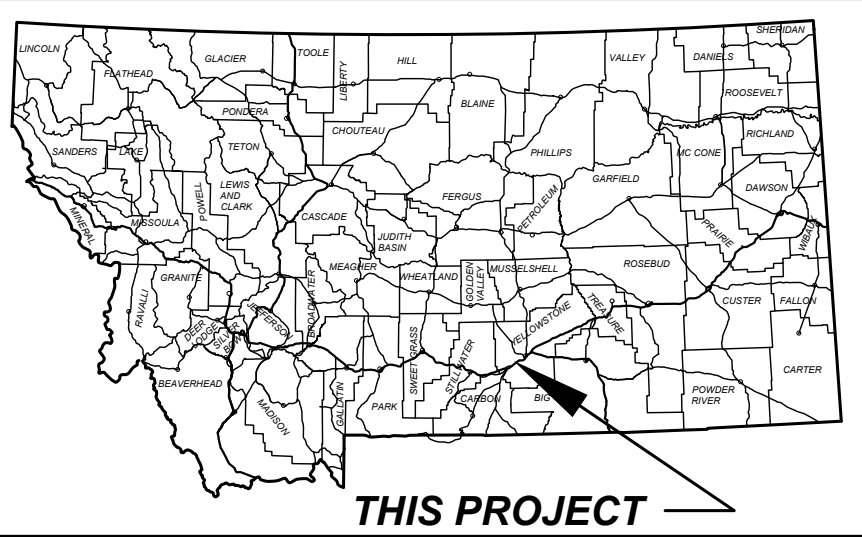 SHERIDAN
LINCOLN
GLACIER
TOOLE
LIBERTY
HILL
VALLEY
DANIELS
FLATHEAD
ROOSEVELT
PONDERA
BLAINE
CHOUTEAU
RICHLAND
SANDERS
LAKE
TETON
PHILLIPS
MC CONE
POWELL
LEWIS
AND
CLARK
FERGUS
PETROLEUM
GARFIELD
DAWSON
MINERAL
MISSOULA
CASCADE
JUDITH
BASIN
PRAIRIE
WIBAUX
GRANITE
MEAGHER
WHEATLAND
GOLDEN
VALLEY
MUSSELSHELL
ROSEBUD
RAVALLI
DEER
LODGE
SILVER
BOW
JEFFERSON
BROADWATER
YELLOWSTONE
TREASURE
CUSTER
FALLON
BEAVERHEAD
MADISON
GALLATIN
PARK
SWEET GRASS
STILLWATER
CARBON
BIG
POWDER
RIVER
CARTER
THIS PROJECT